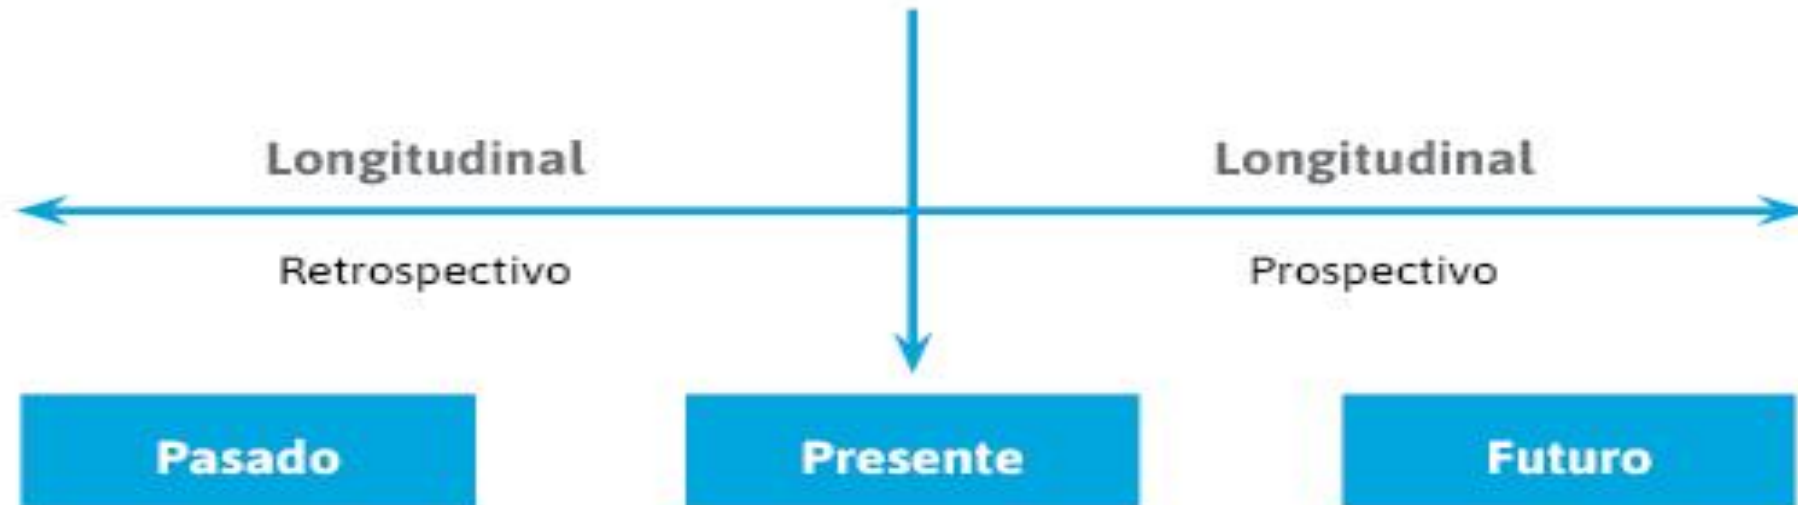 Longitudinal Longitudinal
Retrospectivo Prospectivo
Pasado Presente Futuro